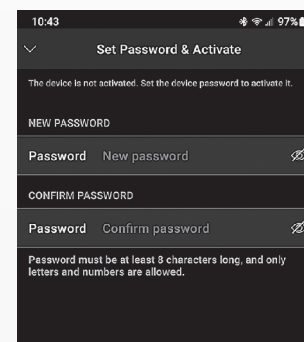 10:43
97%
Set Password & Activate
The device is not activated. Set the device password to activate it.
NEW PASSWORD
Password New password
CONFIRM PASSWORD
Password Confirm password
Password must be at least 8 characters long, and only
letters and numbers are allowed.